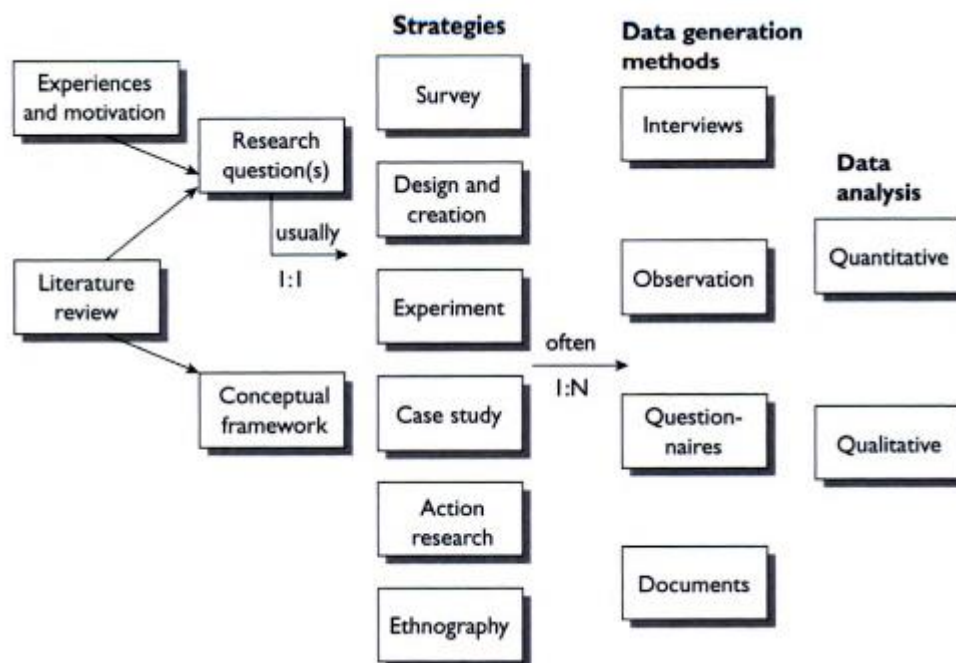 Experiences
and motivation
Literature
review
Research
question(s)
usually
1:1
Conceptual
framework
Strategies
Survey
Design and
creation
Experiment
Case study
Action
research
Ethnography
often
1:N
Data generation
methods
Interviews
Observation
Question-
naires
Documents
Data
analysis
Quantitative
Qualitative